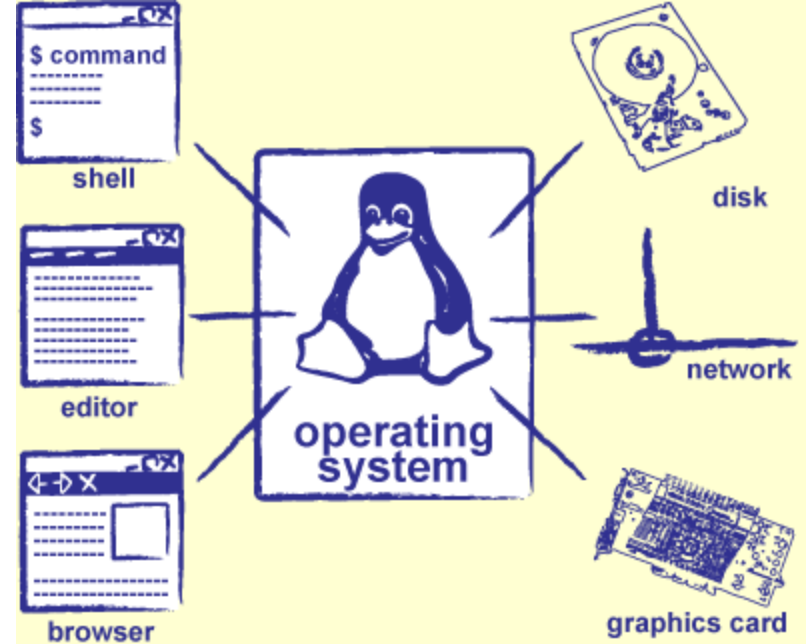 $ command
$
shell
disk
editor
network
operating
system
browser
graphics card